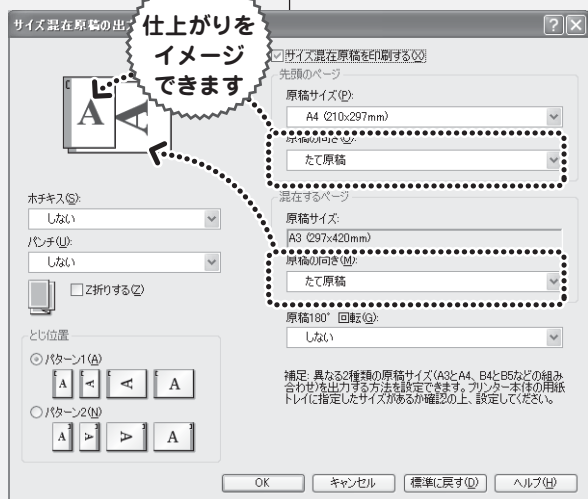 サイズ混在原稿の出
仕上がりを
イメージ
できます
サイズ混在原稿を印刷する(X)
先頭のページ
原稿サイズ(P):
A4 (210x297mm)
原稿の向き(O):
たて原稿
混在するページ
原稿サイズ:
A3 (297x420mm)
原稿の向き(M):
たて原稿
原稿180°回転(G):
しない
補足: 異なる2種類の原稿サイズ(A3とA4、B4とB5などの組み
合わせ)を出力する方法を設定できます。プリンター本体の用紙
トレイに指定したサイズがあるか確認の上、設定してください。
A A
ホチキス(S):
しない
パンチ(U):
しない
Z折りする(Z)
とじ位置
パターン1(A)
A A A A
パターン2(N)
A A A A
OK キャンセル 標準に戻す(D) ヘルプ(H)